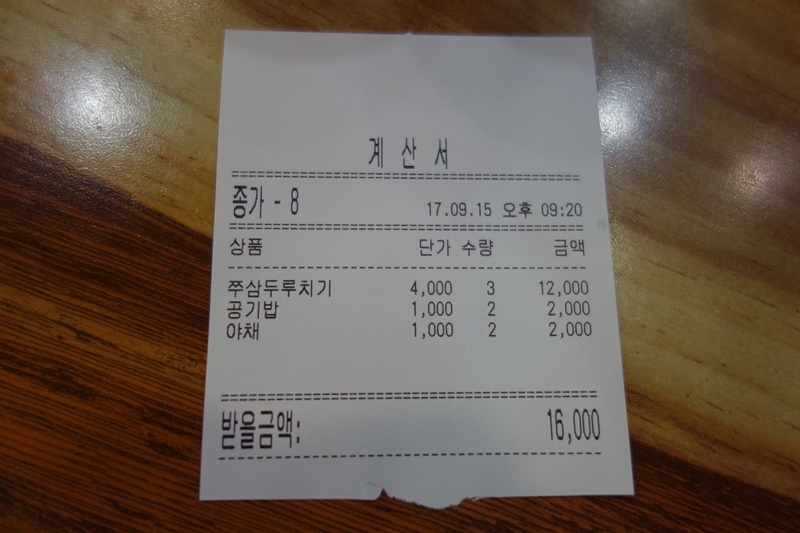 계 산 서
종가 - 8 17.09.15 오후 09:20
상품 단가 수량 금액
쭈삼두루치기 4,000 3 12,000
공기밥 1,000 2 2,000
야채 1,000 2 2,000
받을금액: 16,000